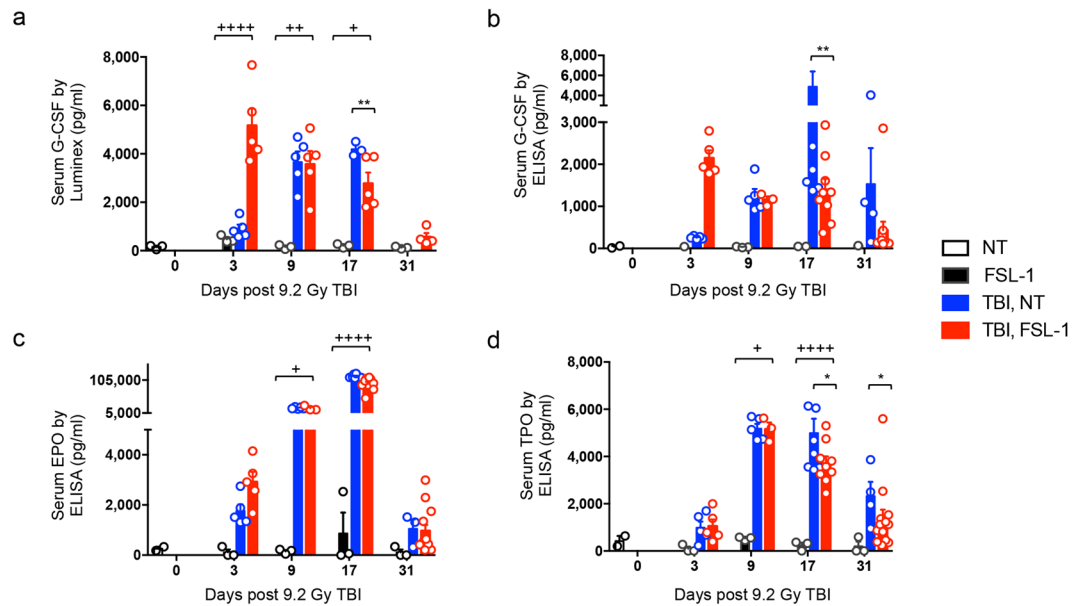 a
++++ ++ +
8,000
6,000
4,000
2,000
0
**
Serum G-CSF by
Luminex (pg/ml)
0 3 9 17 31
Days post 9.2 Gy TBI
b
**
8,000
6,000
4,000
3,000
2,000
1,000
0
Serum G-CSF by
ELISA (pg/ml)
0 3 9 17 31
Days post 9.2 Gy TBI
NT
FSL-1
TBI, NT
TBI, FSL-1
c
+ ++++
105,000
5,000
4,000
2,000
0
Serum EPO by
ELISA (pg/ml)
0 3 9 17 31
Days post 9.2 Gy TBI
d
+ ++++
* *
8,000
6,000
4,000
2,000
0
Serum TPO by
ELISA (pg/ml)
0 3 9 17 31
Days post 9.2 Gy TBI